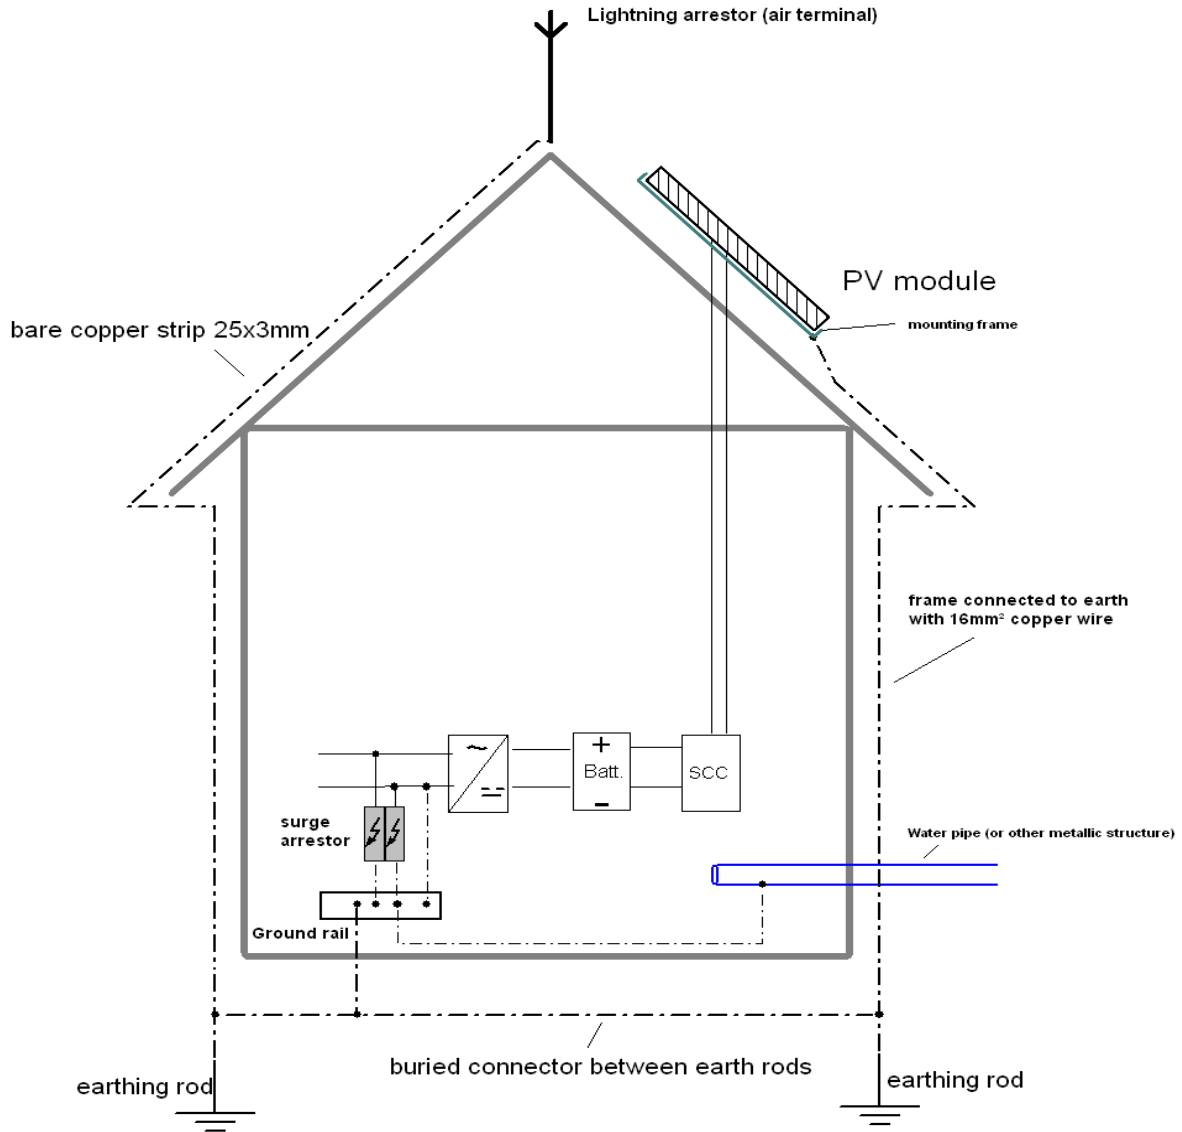 Lightning arrestor (air terminal)
PV module
mounting frame
bare copper strip 25x3mm
frame connected to earth
with 16mm² copper wire
~
+
Batt.
SCC
surge
arrestor
Water pipe (or other metallic structure)
Ground rail
buried connector between earth rods
earthing rod
earthing rod